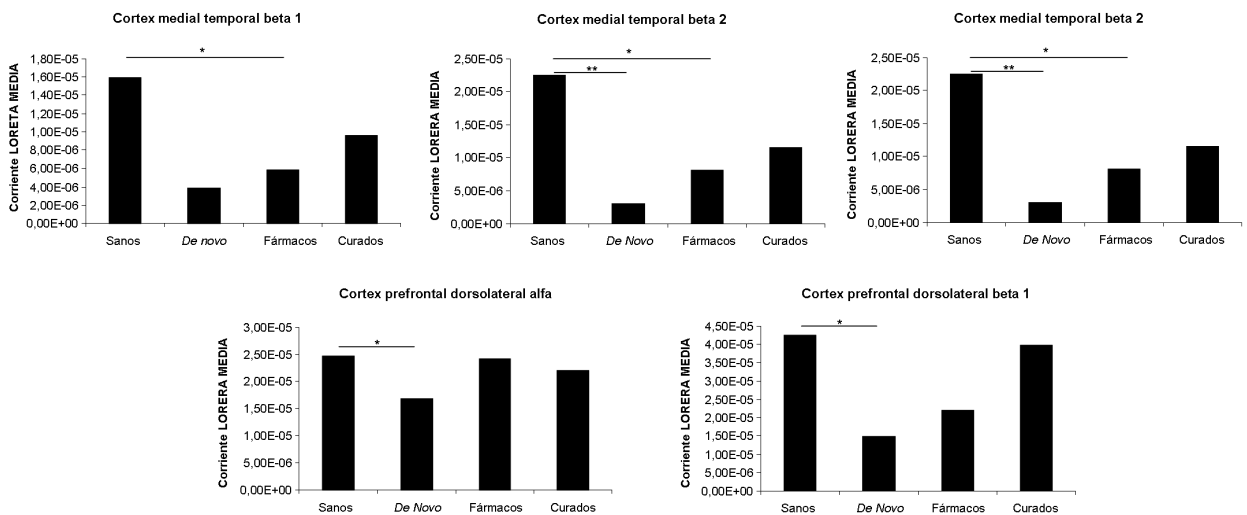 Cortex medial temporal beta 1
Corriente LORETA MEDIA
1,80E-05
1,60E-05
1,40E-05
1,20E-05
1,00E-05
8,00E-06
6,00E-06
4,00E-06
2,00E-06
0,00E+00
*
Sanos De novo Fármacos Curados
Cortex medial temporal beta 2
Corriente LORERA MEDIA
2,50E-05
2,00E-05
1,50E-05
1,00E-05
5,00E-06
0,00E+00
*
**
Sanos De Novo Fármacos Curados
Cortex medial temporal beta 2
Corriente LORERA MEDIA
2,50E-05
2,00E-05
1,50E-05
1,00E-05
5,00E-06
0,00E+00
*
**
Sanos De Novo Fármacos Curados
Cortex prefrontal dorsolateral alfa
Corriente LORERA MEDIA
3,00E-05
2,50E-05
2,00E-05
1,50E-05
1,00E-05
5,00E-06
0,00E+00
*
Sanos De Novo Fármacos Curados
Cortex prefrontal dorsolateral beta 1
Corriente LORERA MEDIA
4,50E-05
4,00E-05
3,50E-05
3,00E-05
2,50E-05
2,00E-05
1,50E-05
1,00E-05
5,00E-06
0,00E+00
*
Sanos De Novo Fármacos Curados